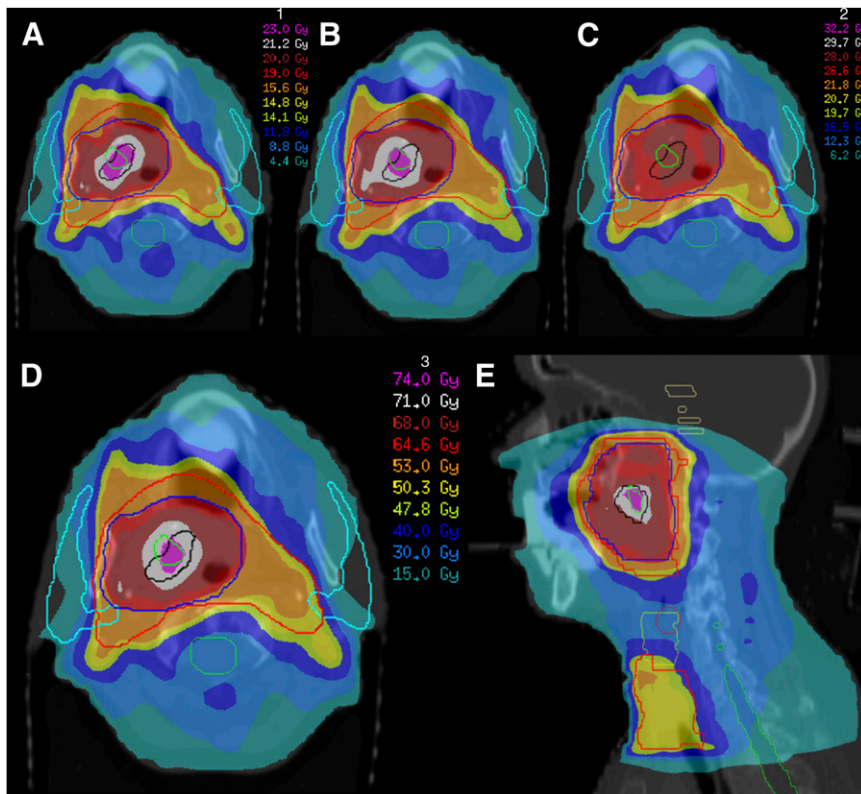 1
2
A
B
C
23.0 Gy
21.2 Gy
20.0 Gy
19.0 Gy
15.6 Gy
14.8 Gy
14.1 Gy
11.8 Gy
8.8 Gy
4.4 Gy
32.2 G
29.7 G
28.0 G
26.6 G
21.8 G
20.7 G
19.7 G
16.5 G
12.3 G
6.2 G
D
3
E
74.0 Gy
71.0 Gy
68.0 Gy
64.6 Gy
53.0 Gy
50.3 Gy
47.8 Gy
40.0 Gy
30.0 Gy
15.0 Gy